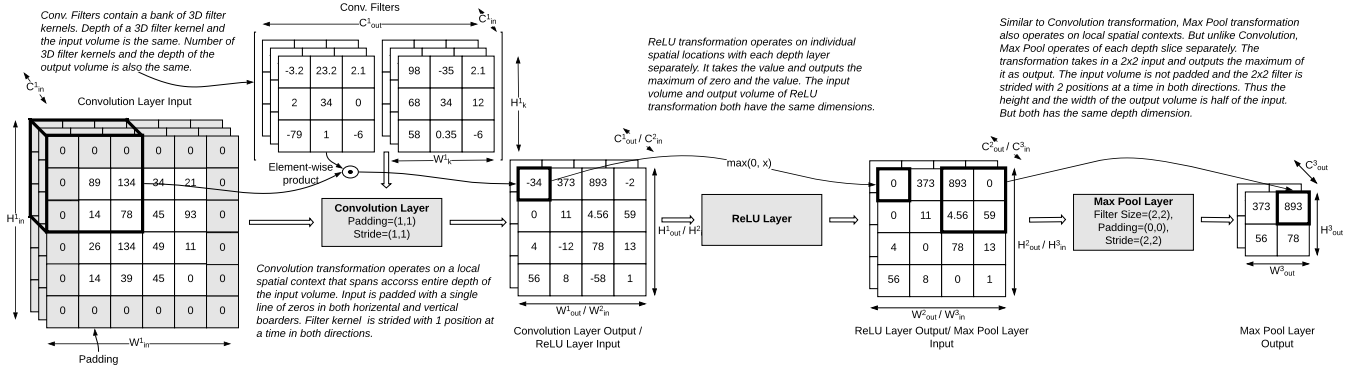 Conv. Filters contain a bank of 3D filter
kernels. Depth of a 3D filter kernel and
the input volume is the same. Number of
3D filter kernels and the depth of the
output volume is also the same.
C1in
Convolution Layer Input
H1in
0 0 0 0 0 0
0 89 134 34 21 0
0 14 78 45 93 0
0 26 134 49 11 0
0 14 39 45 0 0
0 0 0 0 0 0
W1in
Padding
Conv. Filters
C1out
C1in
-3.2 23.2 2.1
2 34 0
-79 1 -6
98 -35 2.1
68 34 12
58 0.35 -6
H1k
W1k
Element-wise
product
Convolution Layer
Padding=(1,1)
Stride=(1,1)
Convolution transformation operates on a local
spatial context that spans accorss entire depth of
the input volume. Input is padded with a single
line of zeros in both horizontal and vertical
boarders. Filter kernel is strided with 1 position at
a time in both directions.
C1out / C2in
-34 373 893 -2
0 11 4.56 59
4 -12 78 13
56 8 -58 1
H1out / H2
W1out / W2in
Convolution Layer Output /
ReLU Layer Input
ReLU transformation operates on individual
spatial locations with each depth layer
separately. It takes the value and outputs the
maximum of zero and the value. The input
volume and output volume of ReLU
transformation both have the same dimensions.
max(0, x)
ReLU Layer
C2out / C3in
0 373 893 0
0 11 4.56 59
4 0 78 13
56 8 0 1
H2out / H3in
W2out / W3in
ReLU Layer Output/ Max Pool Layer
Input
Similar to Convolution transformation, Max Pool transformation
also operates on local spatial contexts. But unlike Convolution,
Max Pool operates of each depth slice separately. The
transformation takes in a 2x2 input and outputs the maximum of
it as output. The input volume is not padded and the 2x2 filter is
strided with 2 positions at a time in both directions. Thus the
height and the width of the output volume is half of the input.
But both has the same depth dimension.
Max Pool Layer
Filter Size=(2,2),
Padding=(0,0),
Stride=(2,2)
C3out
373 893
56 78
H3out
W3out
Max Pool Layer
Output